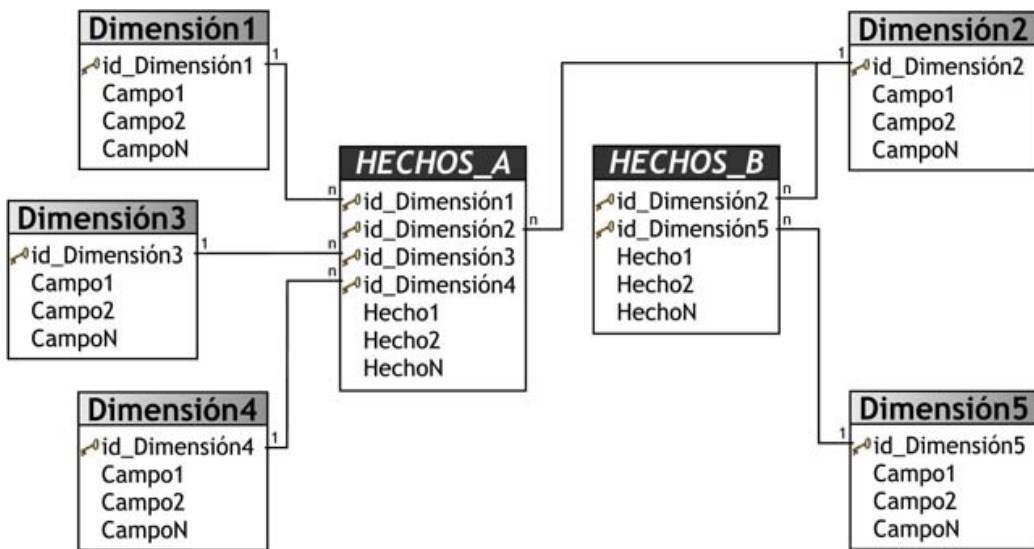 Dimensión1
1
id_Dimensión1
Campo1
Campo2
CampoN
Dimensión3
1
id_Dimensión3
Campo1
Campo2
CampoN
Dimensión4
1
id_Dimensión4
Campo1
Campo2
CampoN
HECHOS_A
n
id_Dimensión1
n
id_Dimensión2
n
id_Dimensión3
n
id_Dimensión4
Hecho1
Hecho2
HechoN
HECHOS_B
n
id_Dimensión2
n
id_Dimensión5
Hecho1
Hecho2
HechoN
Dimensión2
1
id_Dimensión2
Campo1
Campo2
CampoN
Dimensión5
1
id_Dimensión5
Campo1
Campo2
CampoN